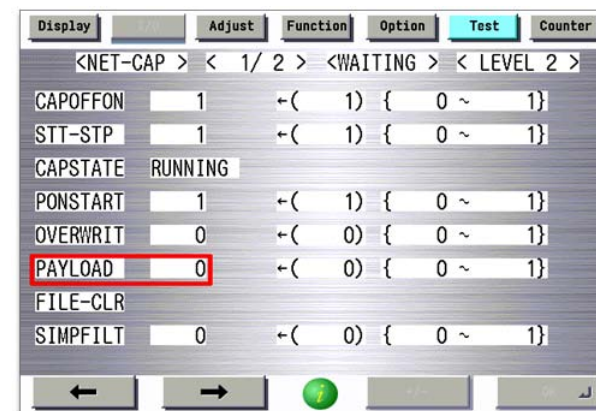 Display I/O Adjust Function Option Test Counter
<NET-CAP > < 1/ 2 > <WAITING > < LEVEL 2 >
CAPOFFON 1 ←( 1) { 0 ~ 1}
STT-STP 1 ←( 1) { 0 ~ 1}
CAPSTATE RUNNING
PONSTART 1 ←( 1) { 0 ~ 1}
OVERWRIT 0 ←( 0) { 0 ~ 1}
PAYLOAD 0 ←( 0) { 0 ~ 1}
FILE-CLR
SIMPFILT 0 ←( 0) { 0 ~ 1}
← → i +/- OK